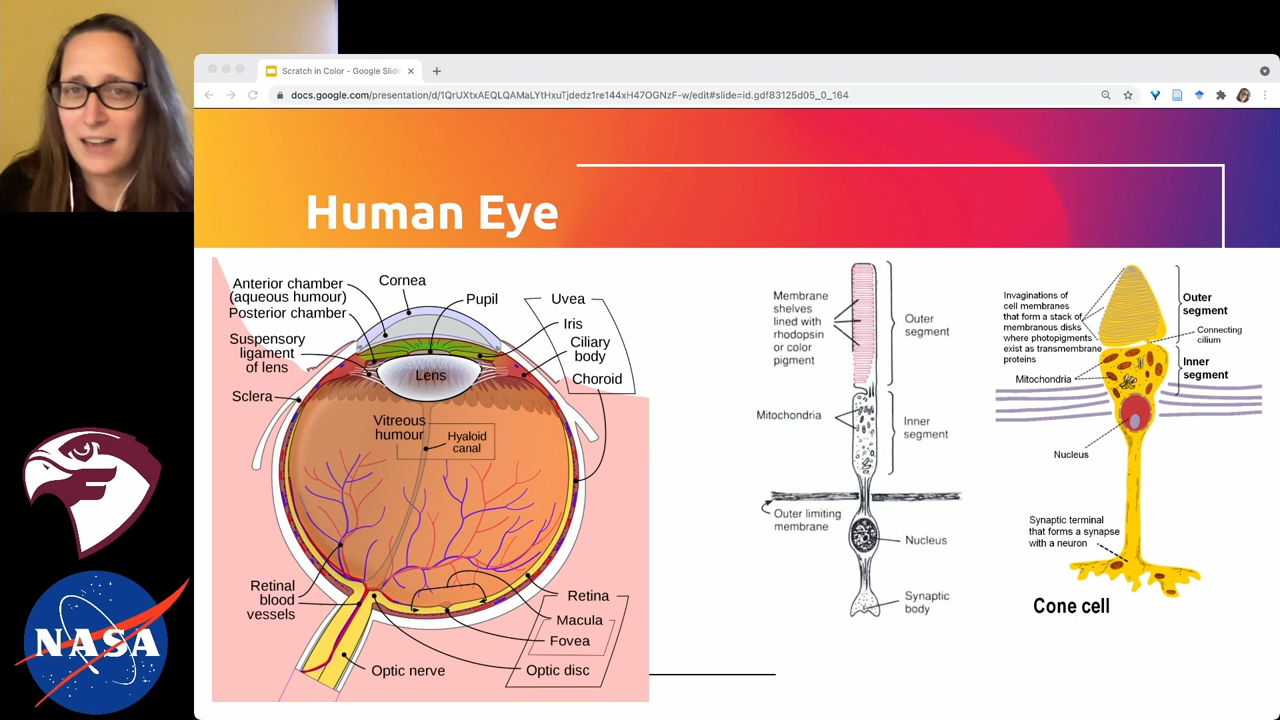 Scratch in Color - Google Slide
docs.google.com/presentation/d/1QrUXtxAEQLQAMaLYtHxuTjdedz1re144xH47OGNzF-w/edit#slide=id.gdf83125d05_0_164
Human Eye
Anterior chamber
(aqueous humour)
Posterior chamber
Suspensory
ligament
of lens
Sclera
Cornea
Pupil
Uvea
Iris
Ciliary
body
Choroid
Lens
Vitreous
humour
Hyaloid
canal
Retinal
blood
vessels
Optic nerve
Retina
Macula
Fovea
Optic disc
Membrane
shelves
lined with
rhodopsin
or color
pigment
Outer
segment
Mitochondria
Inner
segment
Outer limiting
membrane
Nucleus
Synaptic
body
Invaginations of
cell membranes
that form a stack of
membranous disks
where photopigments
exist as transmembrane
proteins
Mitochondria
Outer
segment
Connecting
cilium
Inner
segment
Nucleus
Synaptic terminal
that forms a synapse
with a neuron
Cone cell
NASA